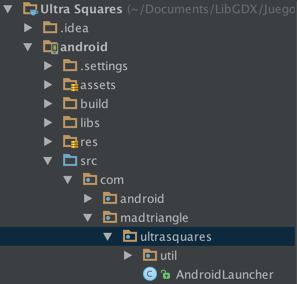 Ultra Squares (~/Documents/LibGDX/Juego
.idea
android
.settings
assets
build
libs
res
src
com
android
madtriangle
ultrasquares
util
AndroidLauncher